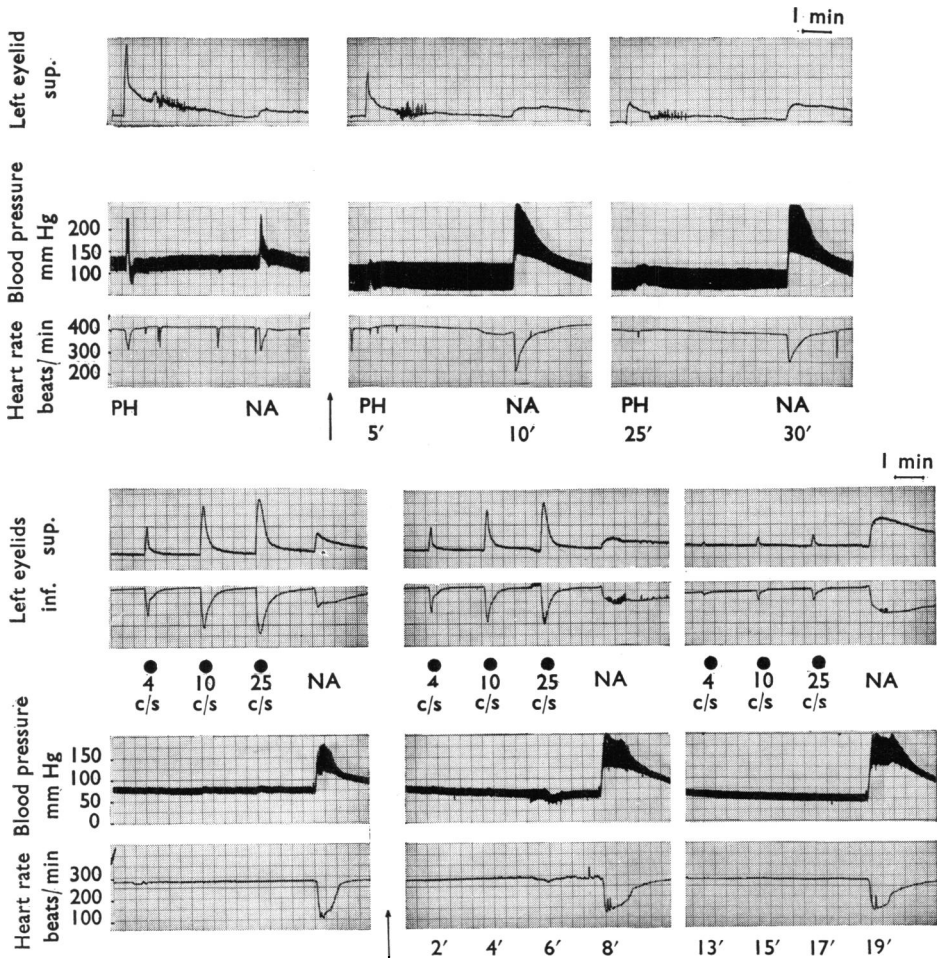 1 min
Left eyelid
sup.
Blood pressure
mm Hg
200
150
100
Heart rate
beats/min
400
300
200
PH NA PH NA PH NA
5′ 10′ 25′ 30′
1 min
Left eyelids
sup.
inf.
4 10 25 NA 4 10 25 NA 4 10 25 NA
c/s c/s c/s c/s c/s c/s c/s c/s c/s
Blood pressure
mm Hg
150
100
50
0
Heart rate
beats/min
300
200
100
2′ 4′ 6′ 8′ 13′ 15′ 17′ 19′